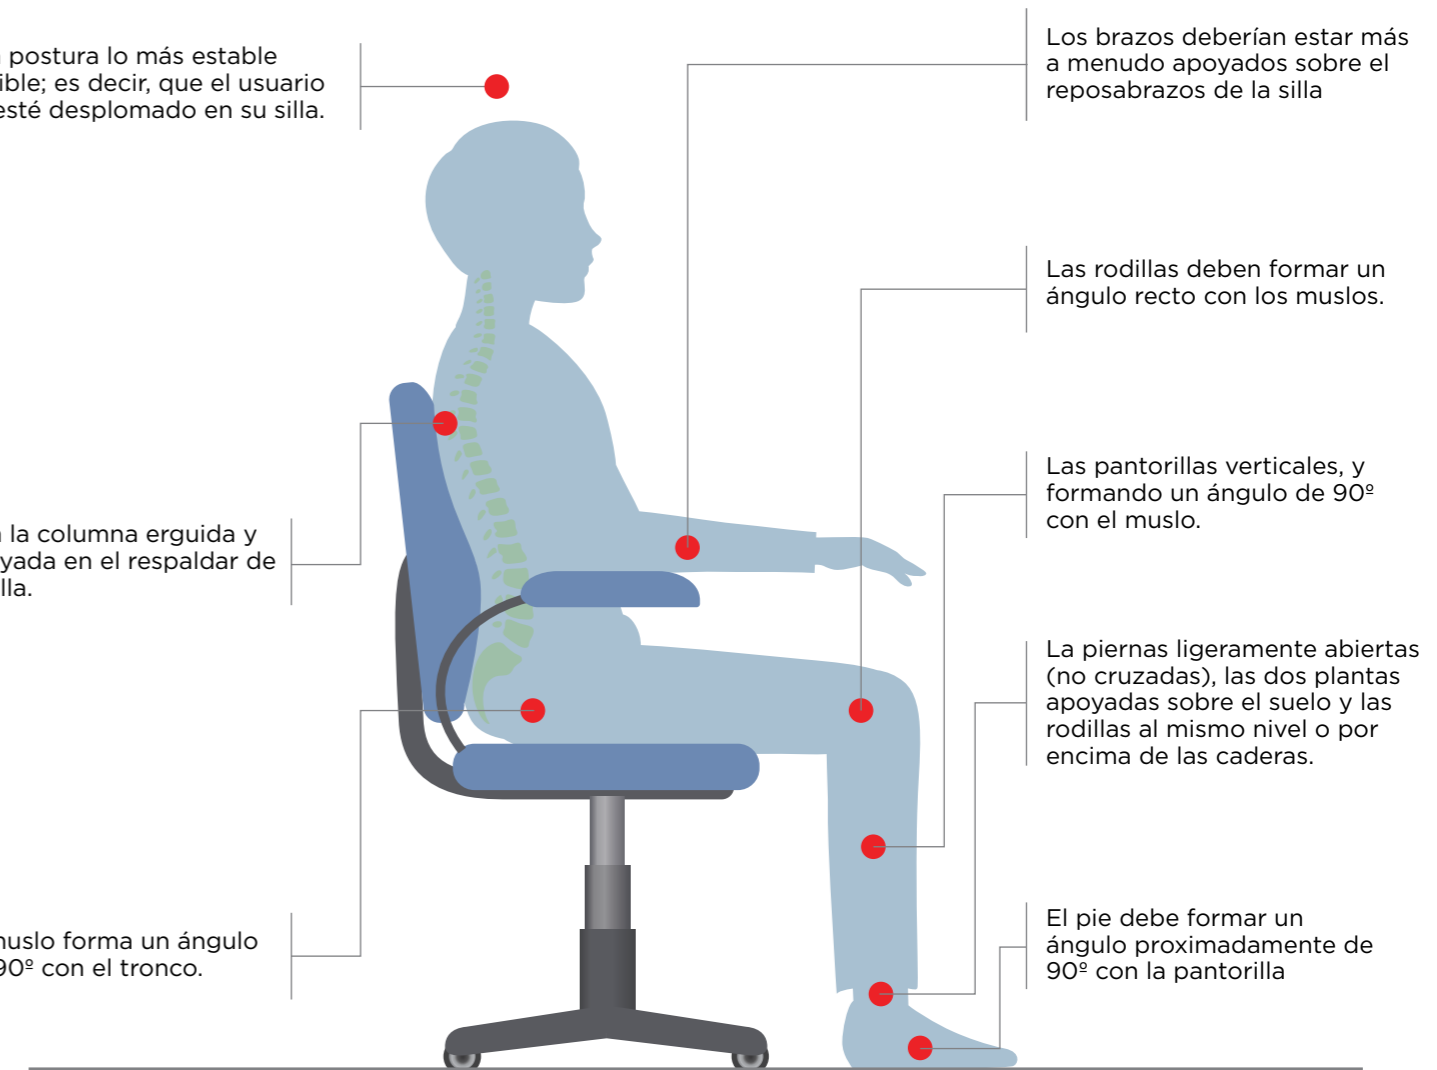 postura lo más estable
ible; es decir, que el usuario
esté desplomado en su silla.
la columna erguida y
yada en el respaldar de
lla.
uslo forma un ángulo
90º con el tronco.
Los brazos deberían estar más
a menudo apoyados sobre el
reposabrazos de la silla
Las rodillas deben formar un
ángulo recto con los muslos.
Las pantorillas verticales, y
formando un ángulo de 90º
con el muslo.
La piernas ligeramente abiertas
(no cruzadas), las dos plantas
apoyadas sobre el suelo y las
rodillas al mismo nivel o por
encima de las caderas.
El pie debe formar un
ángulo proximadamente de
90º con la pantorilla